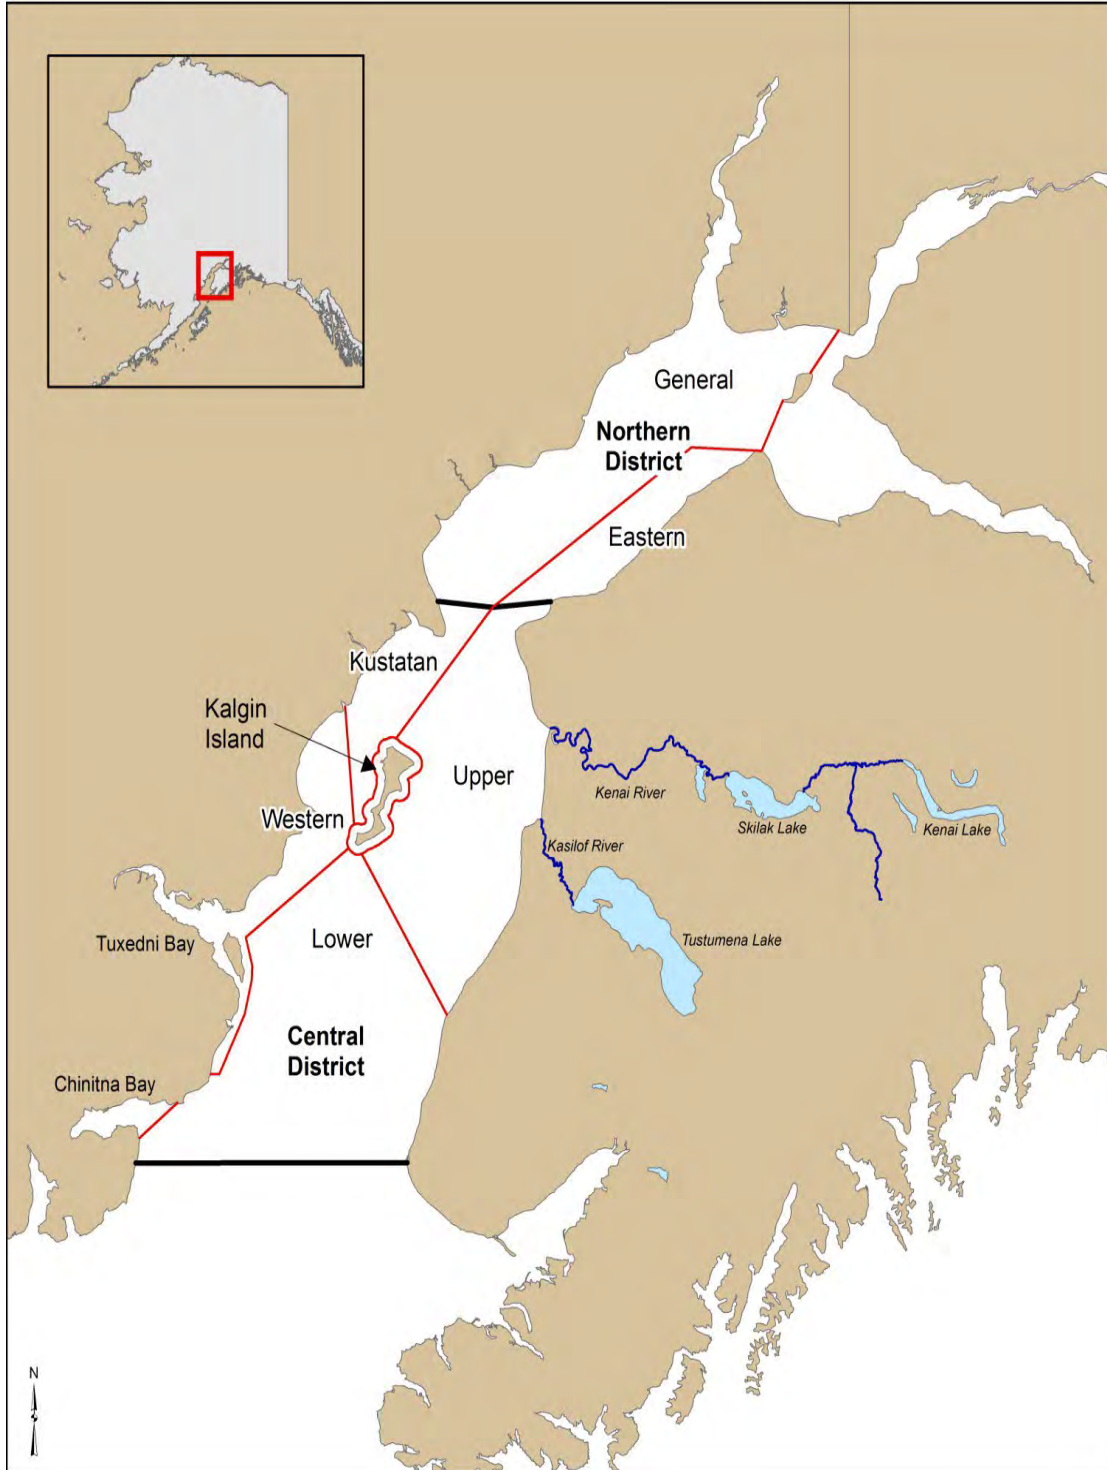 General
Northern
District
Eastern
Kustatan
Kalgin
Island
Upper
Kenai River
Skilak Lake
Kenai Lake
Western
Kasilof River
Tuxedni Bay
Lower
Tustumena Lake
Central
District
Chinitna Bay
N